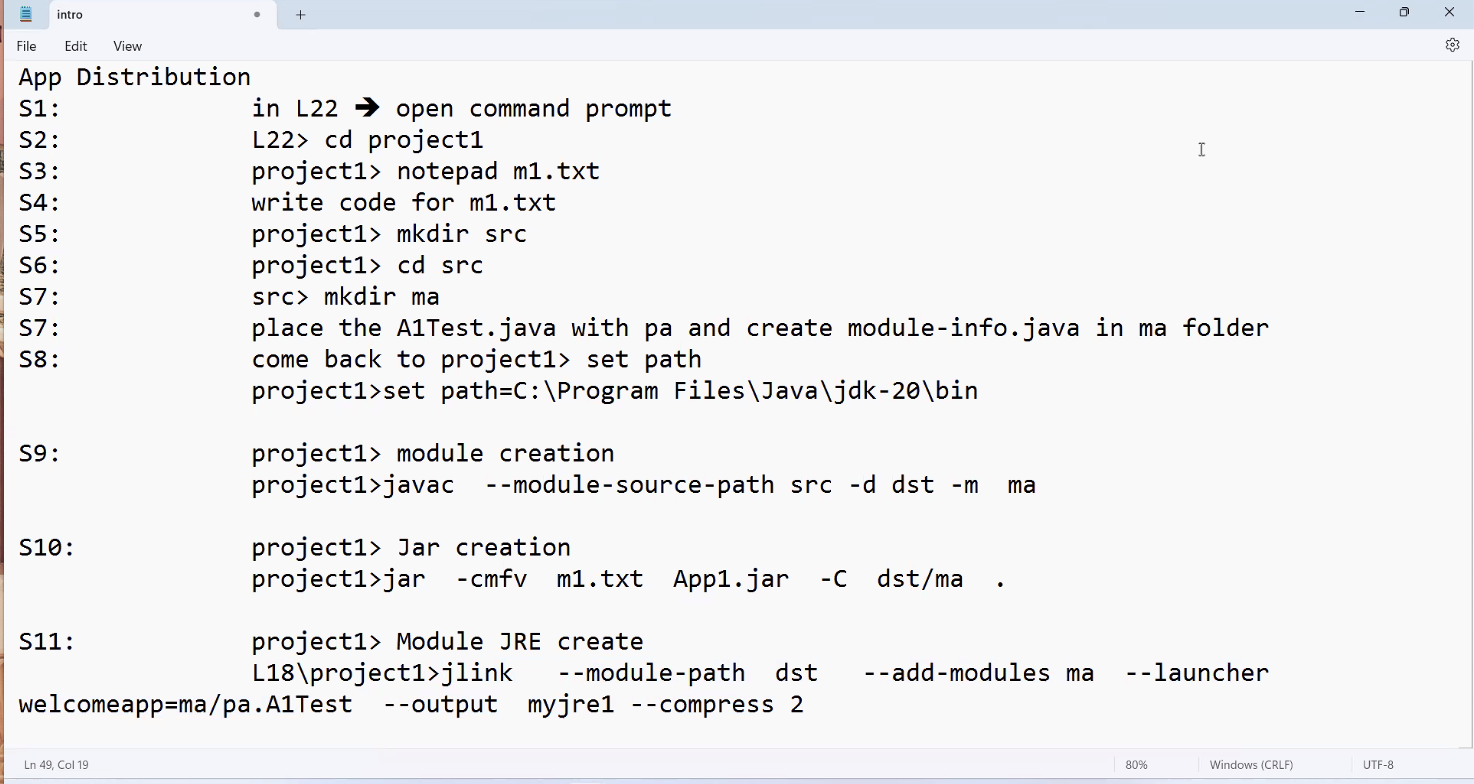 intro
File Edit View
App Distribution
S1: in L22 🡺 open command prompt
S2: L22> cd project1
S3: project1> notepad m1.txt
S4: write code for m1.txt
S5: project1> mkdir src
S6: project1> cd src
S7: src> mkdir ma
S7: place the A1Test.java with pa and create module-info.java in ma folder
S8: come back to project1> set path
project1>set path=C:\Program Files\Java\jdk-20\bin
S9: project1> module creation
project1>javac --module-source-path src -d dst -m ma
S10: project1> Jar creation
project1>jar -cmfv m1.txt App1.jar -C dst/ma .
S11: project1> Module JRE create
L18\project1>jlink --module-path dst --add-modules ma --launcher
welcomeapp=ma/pa.A1Test --output myjre1 --compress 2
Ln 49, Col 19 80% Windows (CRLF) UTF-8